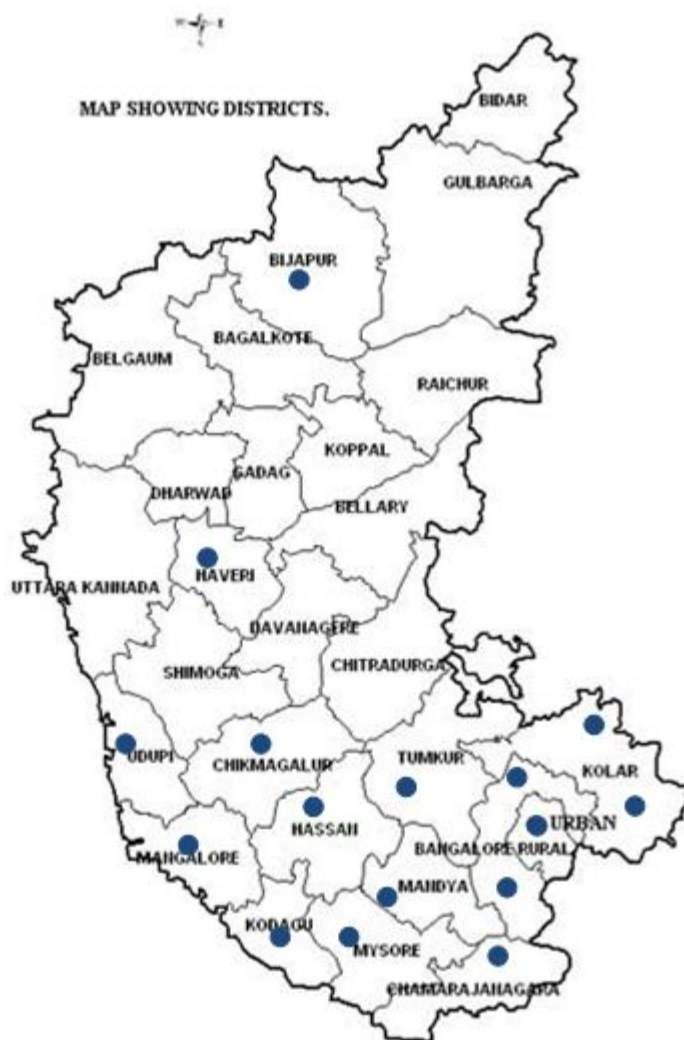 W E
MAP SHOWING DISTRICTS.
BIDAR
GULBARGA
BIJAPUR
BAGALKOTE
BELGAUM
RAICHUR
KOPPAL
GADAG
DHARWAD
BELLARY
HAVERI
UTTARA KANNADA
DAVANAGERE
CHITRADURGA
SHIMOGA
UDUPI
CHIKMAGALUR
TUMKUR
KOLAR
HASSAN
URBAN
BANGALORE RURAL
MANGALORE
MANDYA
KODAGU
MYSORE
CHAMARAJANAGARA